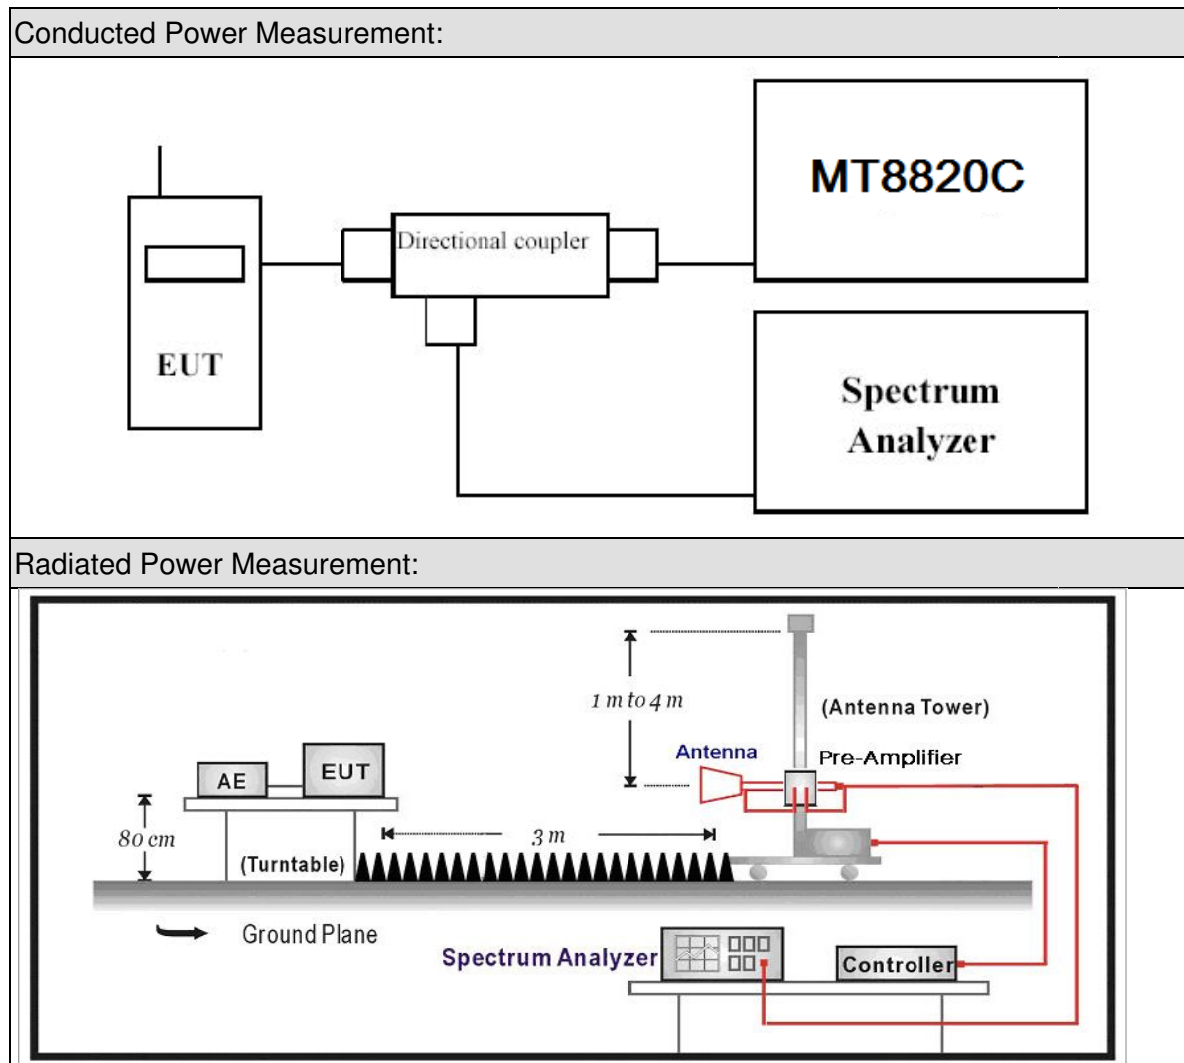 Conducted Power Measurement:
MT8820C
Directional coupler
EUT
Spectrum
Analyzer
Radiated Power Measurement:
1 m to 4 m
(Antenna Tower)
Antenna
Pre-Amplifier
AE
EUT
80 cm
3 m
(Turntable)
Ground Plane
Spectrum Analyzer
Controller